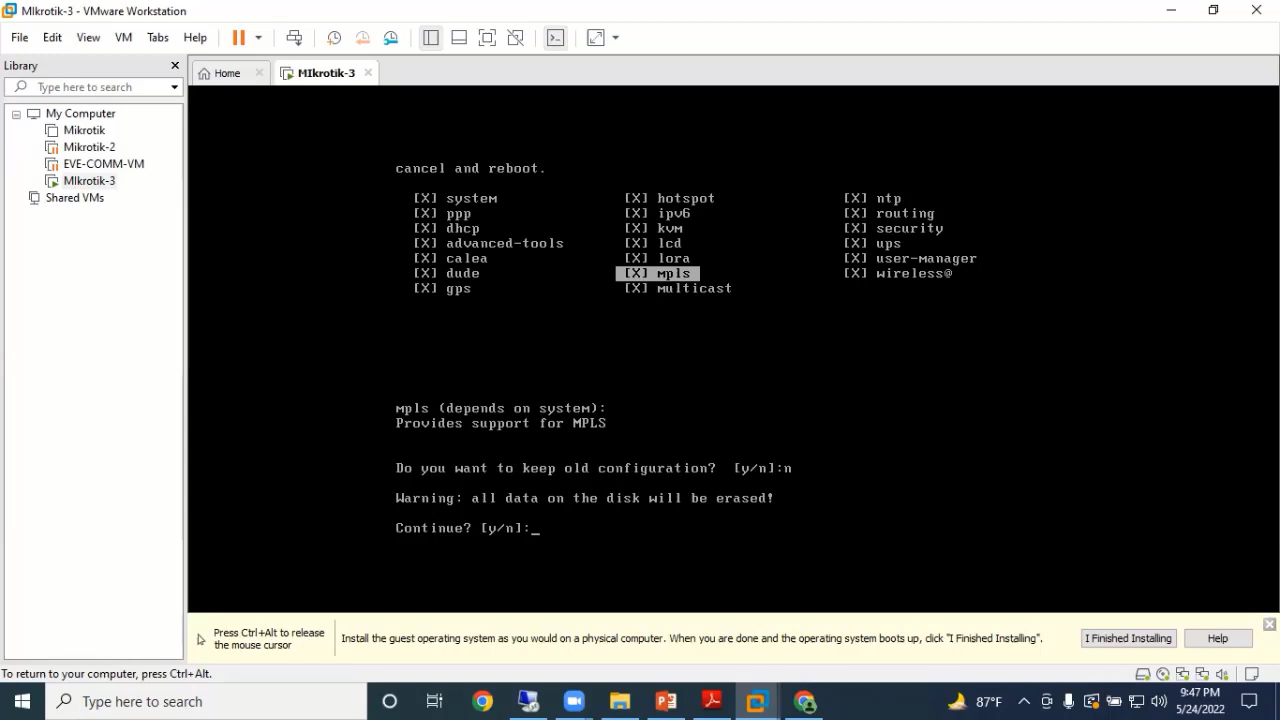 MIkrotik-3 - VMware Workstation
File Edit View VM Tabs Help
Library
Type here to search
My Computer
Mikrotik
Mikrotik-2
EVE-COMM-VM
MIkrotik-3
Shared VMs
Home
MIkrotik-3
cancel and reboot.
[X] system [X] hotspot [X] ntp
[X] ppp [X] ipv6 [X] routing
[X] dhcp [X] kvm [X] security
[X] advanced-tools [X] lcd [X] ups
[X] calea [X] lora [X] user-manager
[X] dude [X] mpls [X] wireless@
[X] gps [X] multicast
mpls (depends on system):
Provides support for MPLS
Do you want to keep old configuration? [y/n]:n
Warning: all data on the disk will be erased!
Continue? [y/n]:_
Press Ctrl+Alt to release
the mouse cursor
Install the guest operating system as you would on a physical computer. When you are done and the operating system boots up, click "I Finished Installing".
I Finished Installing
Help
To return to your computer, press Ctrl+Alt.
Type here to search
87°F
9:47 PM
5/24/2022